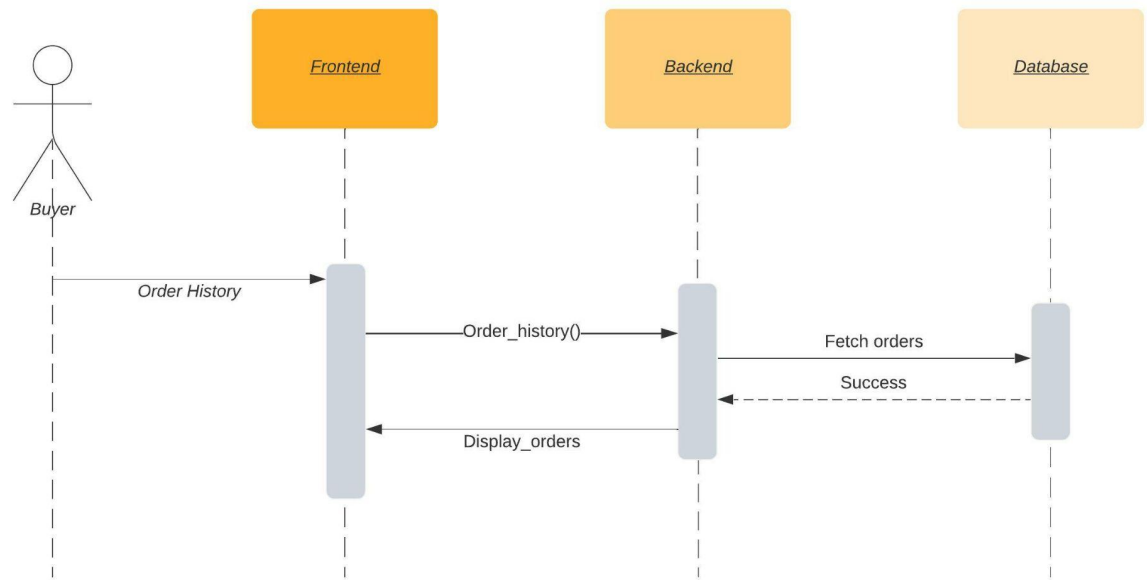 Frontend
Backend
Database
Buyer
Order History
Order_history()
Fetch orders
Success
Display_orders